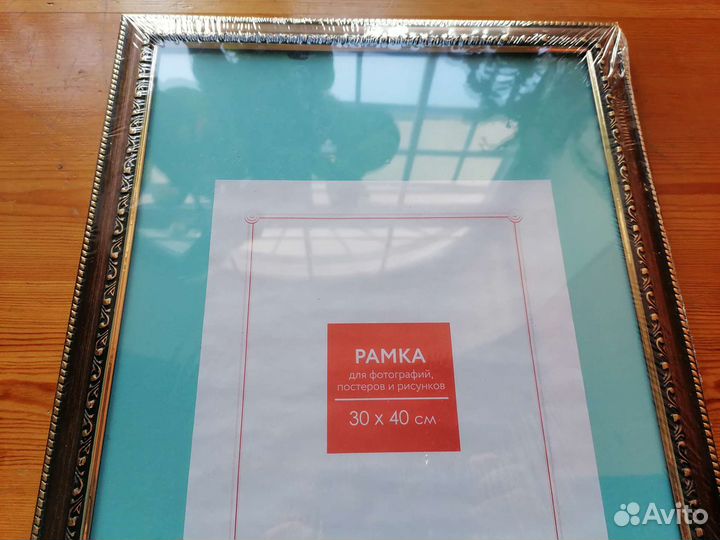 РАМКА
для фотографий,
постеров и рисунков
30 х 40 см
Avito